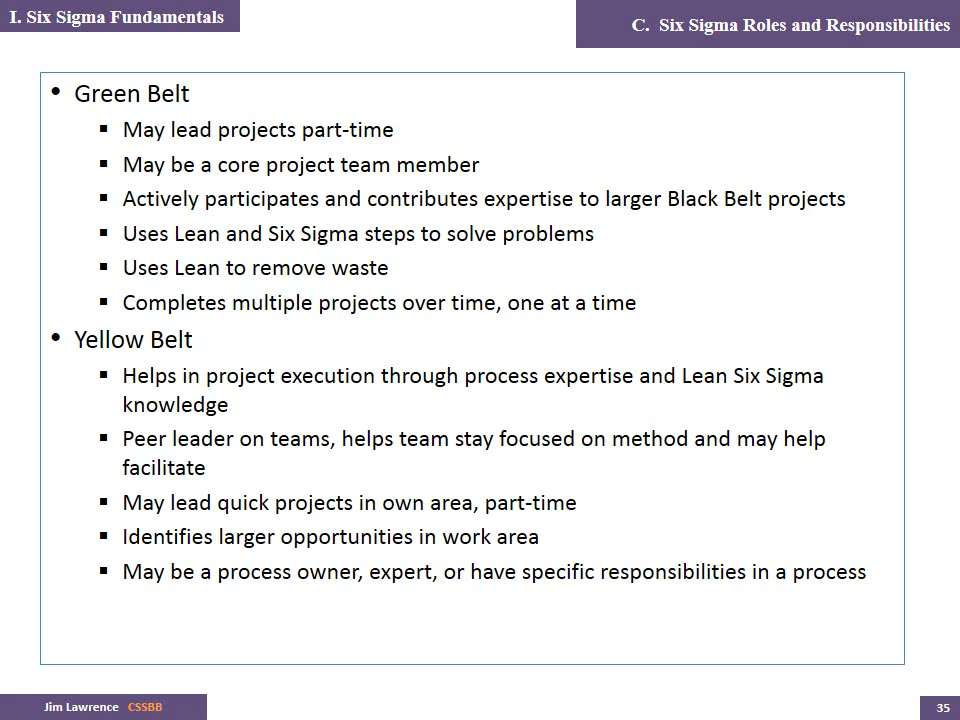 I. Six Sigma Fundamentals
C. Six Sigma Roles and Responsibilities
• Green Belt
▪ May lead projects part-time
▪ May be a core project team member
▪ Actively participates and contributes expertise to larger Black Belt projects
▪ Uses Lean and Six Sigma steps to solve problems
▪ Uses Lean to remove waste
▪ Completes multiple projects over time, one at a time
• Yellow Belt
▪ Helps in project execution through process expertise and Lean Six Sigma
knowledge
▪ Peer leader on teams, helps team stay focused on method and may help
facilitate
▪ May lead quick projects in own area, part-time
▪ Identifies larger opportunities in work area
▪ May be a process owner, expert, or have specific responsibilities in a process
Jim Lawrence CSSBB
35